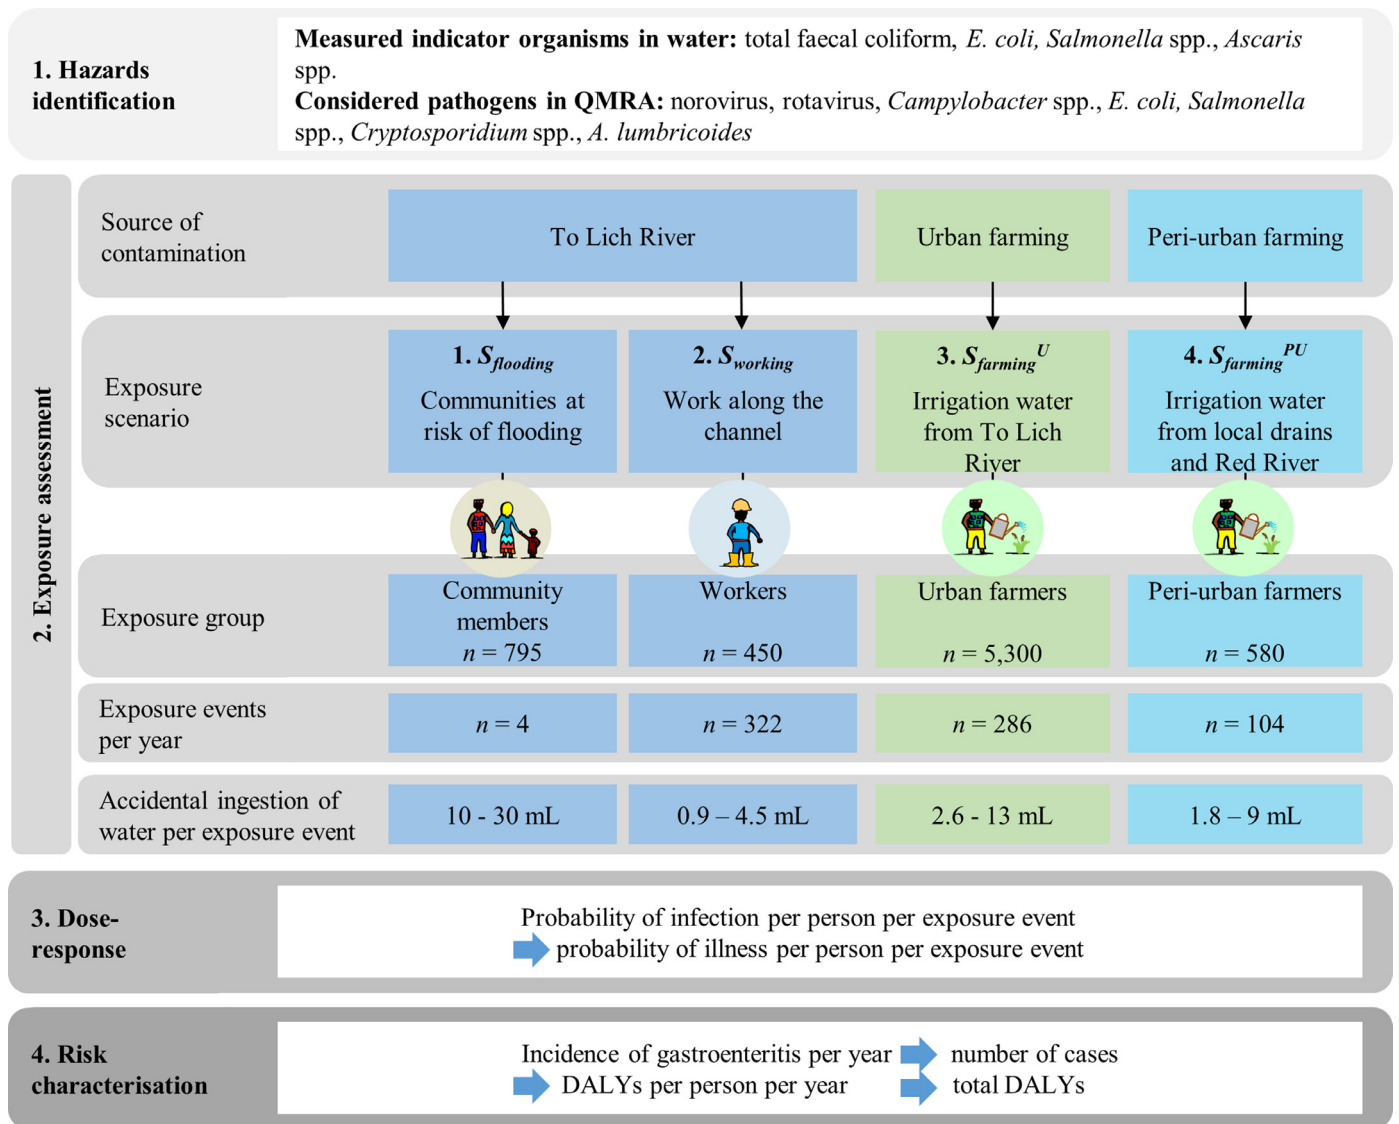 1. Hazards
identification
Measured indicator organisms in water: total faecal coliform, E. coli, Salmonella spp., Ascaris
spp.
Considered pathogens in QMRA: norovirus, rotavirus, Campylobacter spp., E. coli, Salmonella
spp., Cryptosporidium spp., A. lumbricoides
2. Exposure assessment
Source of
contamination
To Lich River
Urban farming
Peri-urban farming
Exposure
scenario
1. S_flooding
Communities at
risk of flooding
2. S_working
Work along the
channel
3. S_farming^U
Irrigation water
from To Lich
River
4. S_farming^PU
Irrigation water
from local drains
and Red River
Exposure group
Community
members
n = 795
Workers
n = 450
Urban farmers
n = 5,300
Peri-urban farmers
n = 580
Exposure events
per year
n = 4
n = 322
n = 286
n = 104
Accidental ingestion of
water per exposure event
10 - 30 mL
0.9 – 4.5 mL
2.6 - 13 mL
1.8 – 9 mL
3. Dose-
response
Probability of infection per person per exposure event
probability of illness per person per exposure event
4. Risk
characterisation
Incidence of gastroenteritis per year number of cases
DALYs per person per year total DALYs